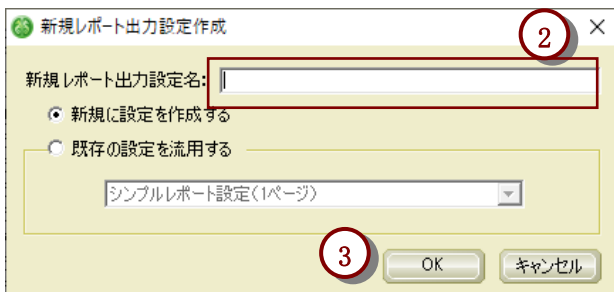 新規レポート出力設定作成
2
新規レポート出力設定名:
新規に設定を作成する
既存の設定を流用する
シンプルレポート設定(1ページ)
3
OK
キャンセル